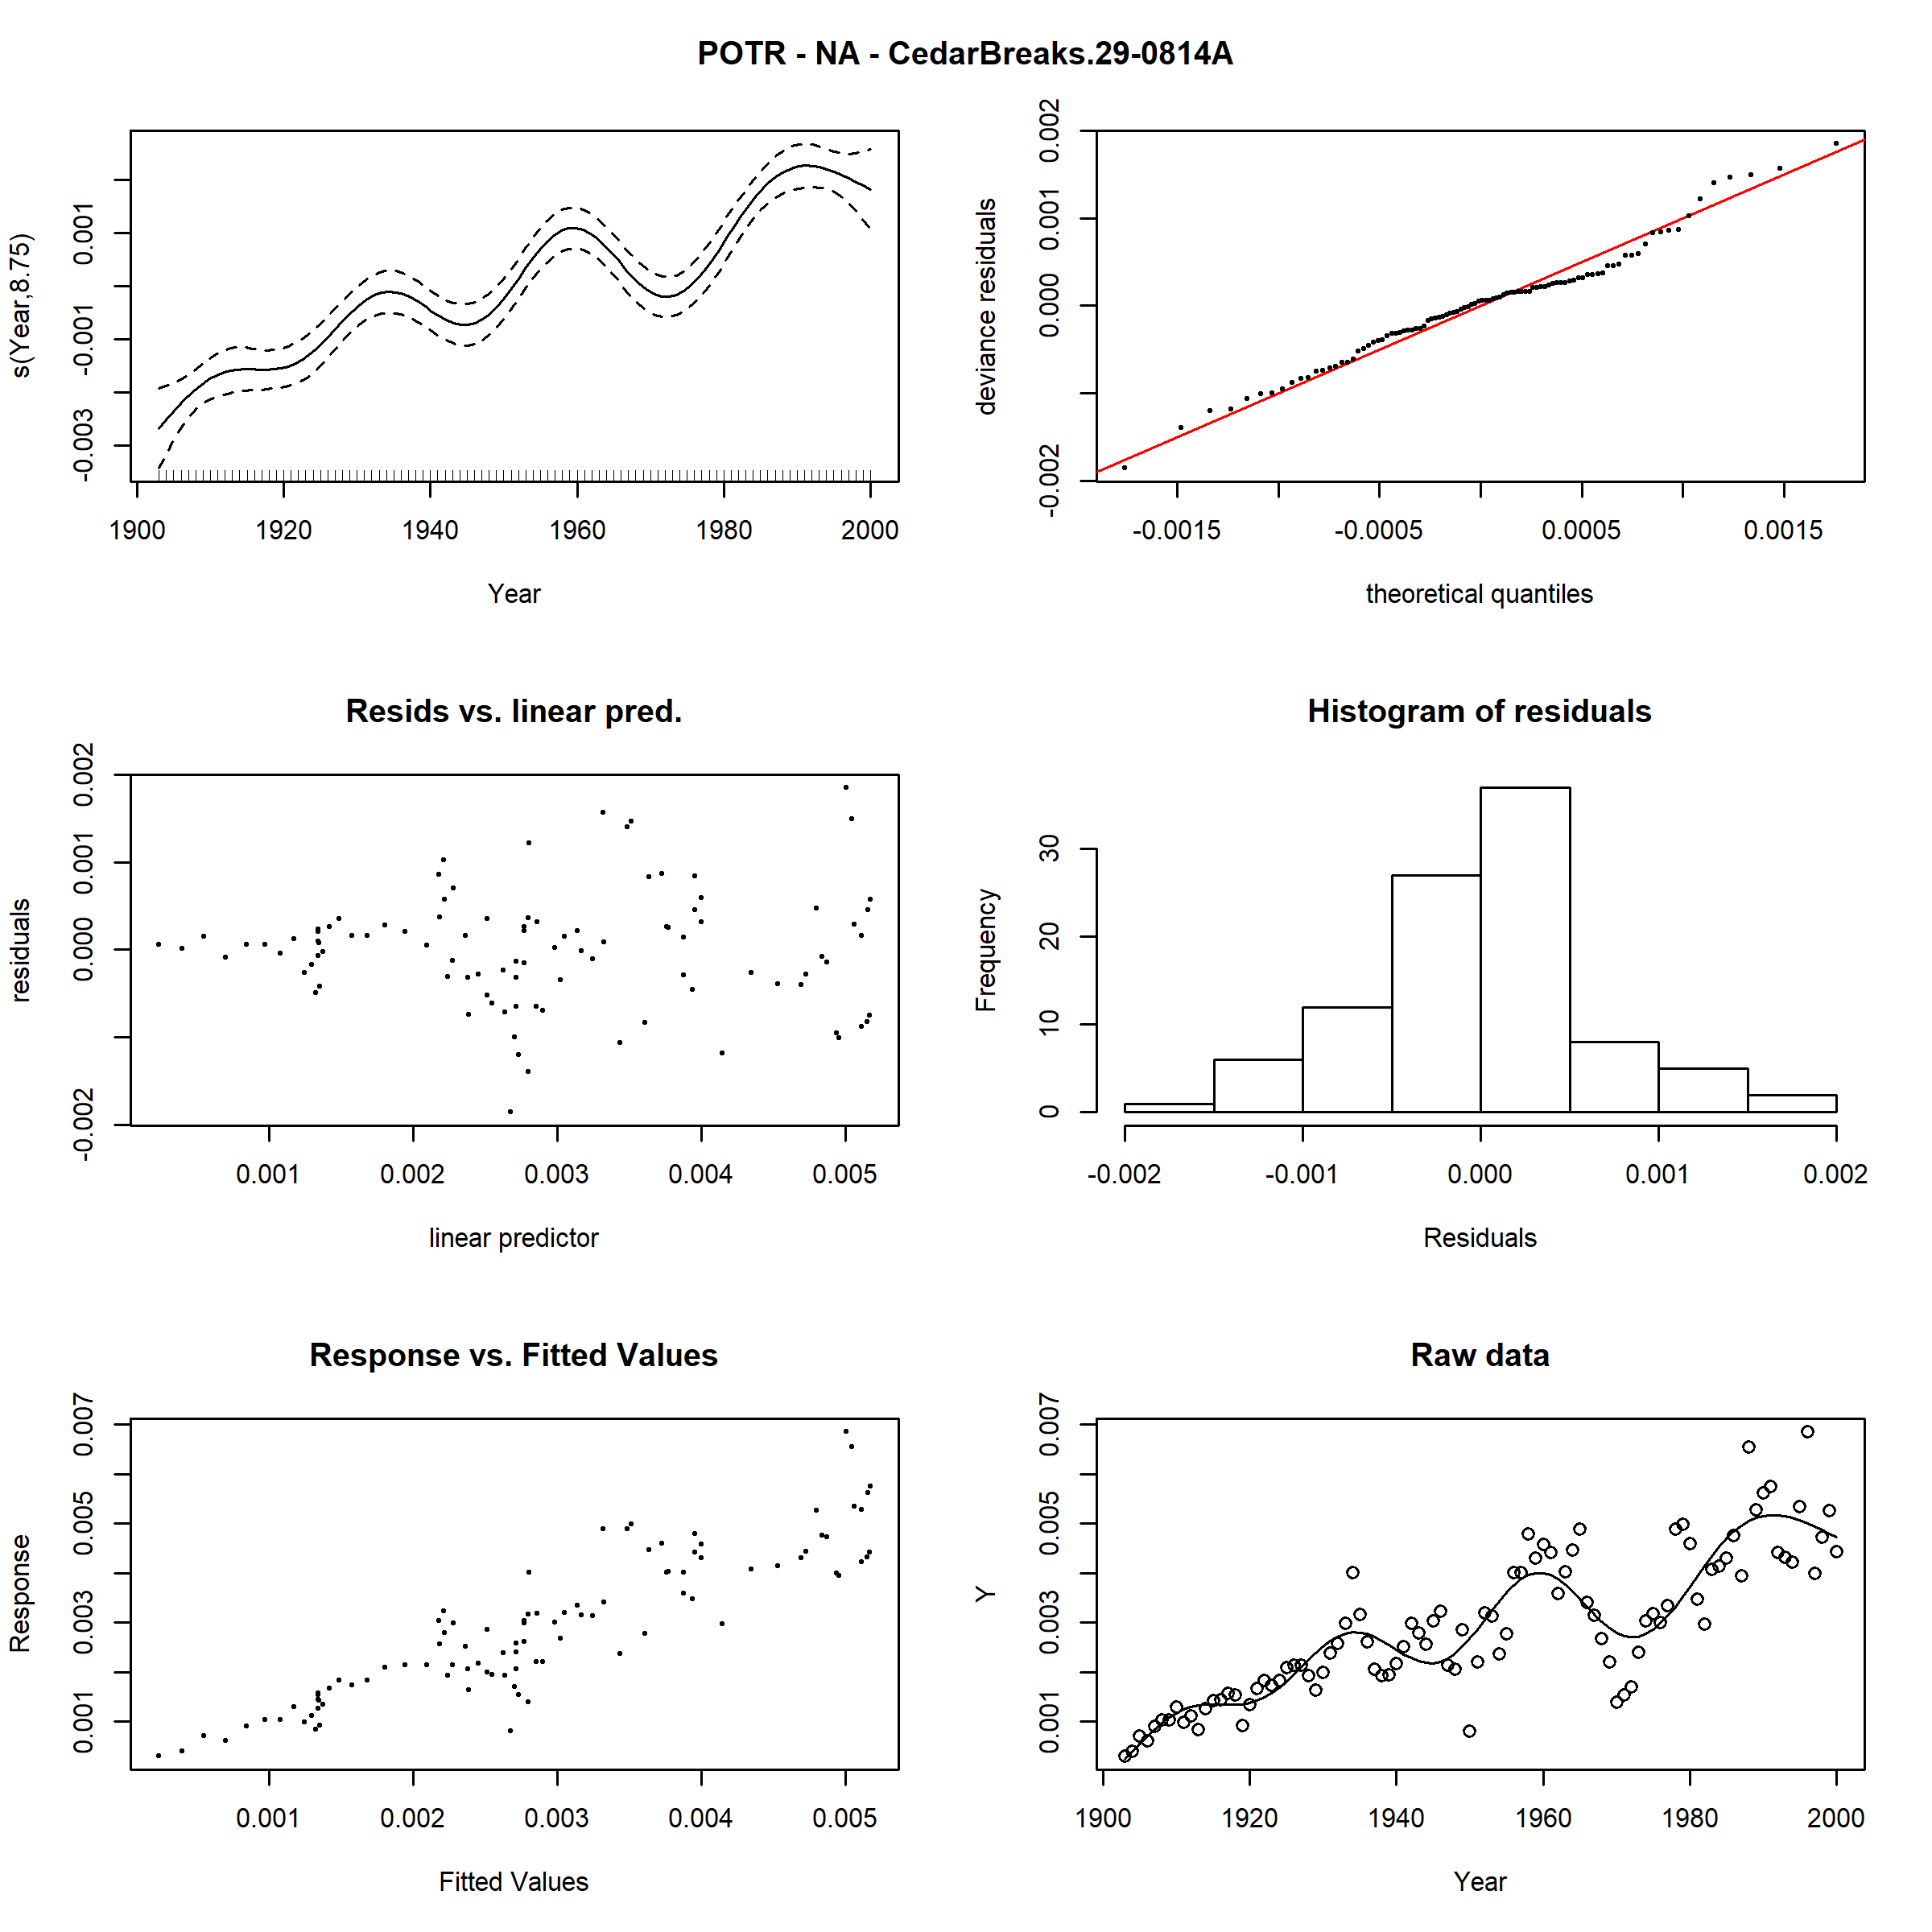 POTR - NA - CedarBreaks.29-0814A
s(Year,8.75)
-0.003 -0.001 0.001
1900 1920 1940 1960 1980 2000
Year
deviance residuals
-0.002 0.000 0.001 0.002
-0.0015 -0.0005 0.0005 0.0015
theoretical quantiles
Resids vs. linear pred.
residuals
-0.002 0.000 0.001 0.002
0.001 0.002 0.003 0.004 0.005
linear predictor
Histogram of residuals
Frequency
0 10 20 30
-0.002 -0.001 0.000 0.001 0.002
Residuals
Response vs. Fitted Values
Response
0.001 0.003 0.005 0.007
0.001 0.002 0.003 0.004 0.005
Fitted Values
Raw data
Y
0.001 0.003 0.005 0.007
1900 1920 1940 1960 1980 2000
Year